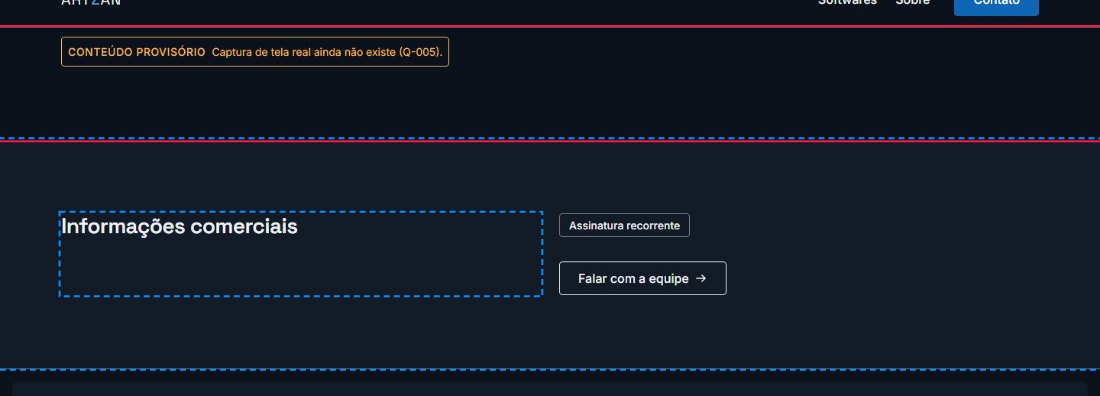 ARTZAN
Softwares Sobre Contato
CONTEÚDO PROVISÓRIO Captura de tela real ainda não existe (Q-005).
Informações comerciais
Assinatura recorrente
Falar com a equipe →